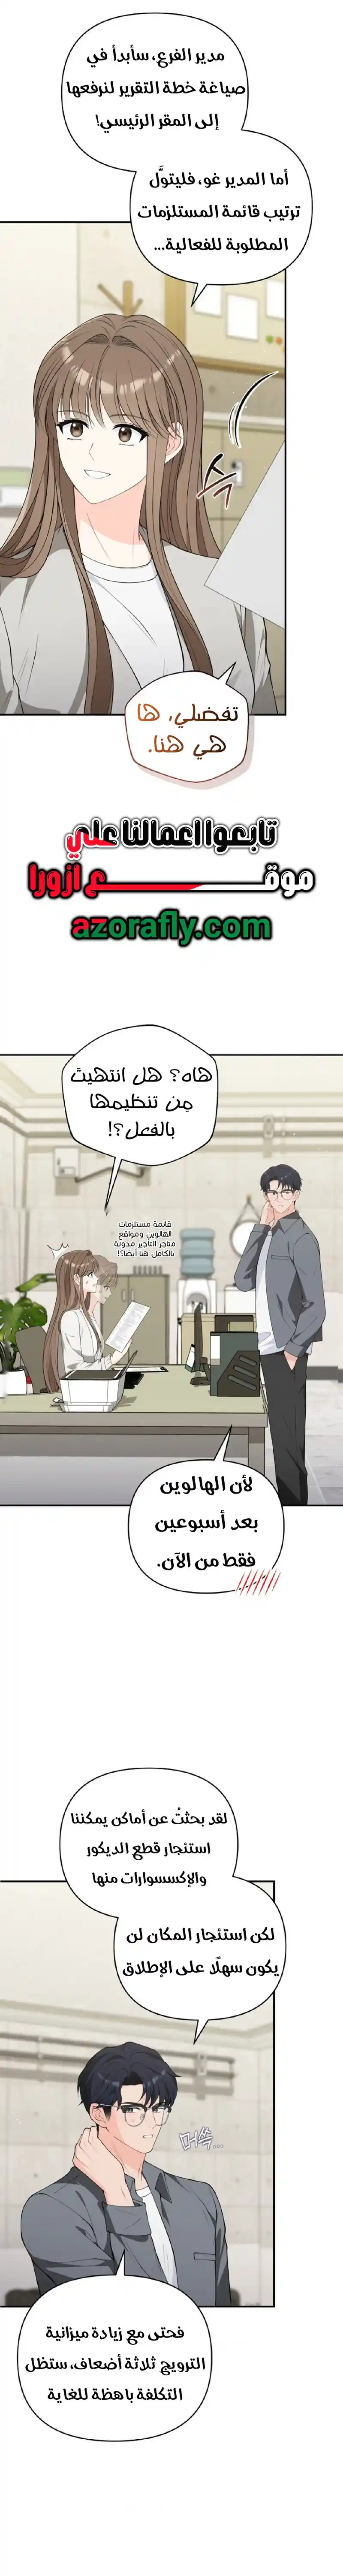 مدير الفرع، سأبدأ في
صياغة خطة التقرير لنرفعها
إلى المقر الرئيسي!
أما المدير غو، فليتولَّ
ترتيب قائمة المستلزمات
المطلوبة للفعالية...
تفضلي، ها
هي هنا.
تابعوا اعمالنا علي
موقع ازورا
azorafly.com
هاه؟ هل انتهيت
من تنظيمها
بالفعل؟!
قائمة مستلزمات
الهالوين ومواقع
متاجر التأجير مدونة
بالكامل هنا أيضًا؟!
لأن الهالوين
بعد أسبوعين
فقط من الآن.
لقد بحثتُ عن أماكن يمكننا
استئجار قطع الديكور
والإكسسوارات منها
لكن استئجار المكان لن
يكون سهلًا على الإطلاق
머쓱...
فحتى مع زيادة ميزانية
الترويج ثلاثة أضعاف، ستظل
التكلفة باهظة للغاية